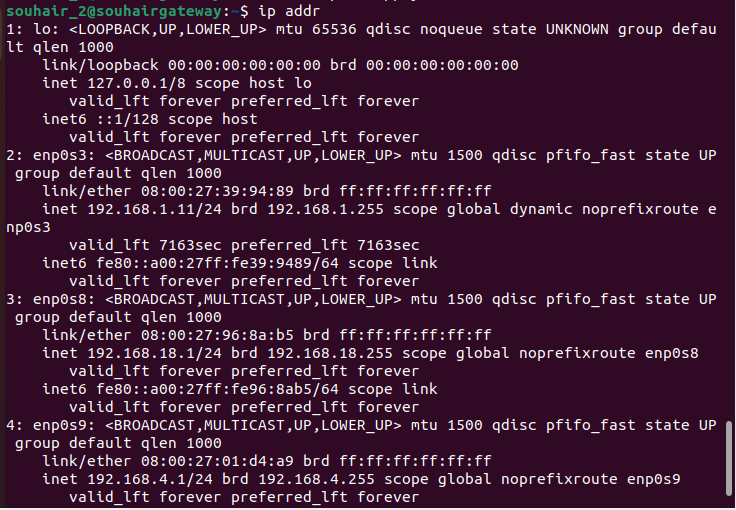 souhair_2@souhairgateway:~$ ip addr
1: lo: <LOOPBACK,UP,LOWER_UP> mtu 65536 qdisc noqueue state UNKNOWN group defau
lt qlen 1000
    link/loopback 00:00:00:00:00:00 brd 00:00:00:00:00:00
    inet 127.0.0.1/8 scope host lo
       valid_lft forever preferred_lft forever
    inet6 ::1/128 scope host
       valid_lft forever preferred_lft forever
2: enp0s3: <BROADCAST,MULTICAST,UP,LOWER_UP> mtu 1500 qdisc pfifo_fast state UP
 group default qlen 1000
    link/ether 08:00:27:39:94:89 brd ff:ff:ff:ff:ff:ff
    inet 192.168.1.11/24 brd 192.168.1.255 scope global dynamic noprefixroute e
np0s3
       valid_lft 7163sec preferred_lft 7163sec
    inet6 fe80::a00:27ff:fe39:9489/64 scope link
       valid_lft forever preferred_lft forever
3: enp0s8: <BROADCAST,MULTICAST,UP,LOWER_UP> mtu 1500 qdisc pfifo_fast state UP
 group default qlen 1000
    link/ether 08:00:27:96:8a:b5 brd ff:ff:ff:ff:ff:ff
    inet 192.168.18.1/24 brd 192.168.18.255 scope global noprefixroute enp0s8
       valid_lft forever preferred_lft forever
    inet6 fe80::a00:27ff:fe96:8ab5/64 scope link
       valid_lft forever preferred_lft forever
4: enp0s9: <BROADCAST,MULTICAST,UP,LOWER_UP> mtu 1500 qdisc pfifo_fast state UP
 group default qlen 1000
    link/ether 08:00:27:01:d4:a9 brd ff:ff:ff:ff:ff:ff
    inet 192.168.4.1/24 brd 192.168.4.255 scope global noprefixroute enp0s9
       valid_lft forever preferred_lft forever